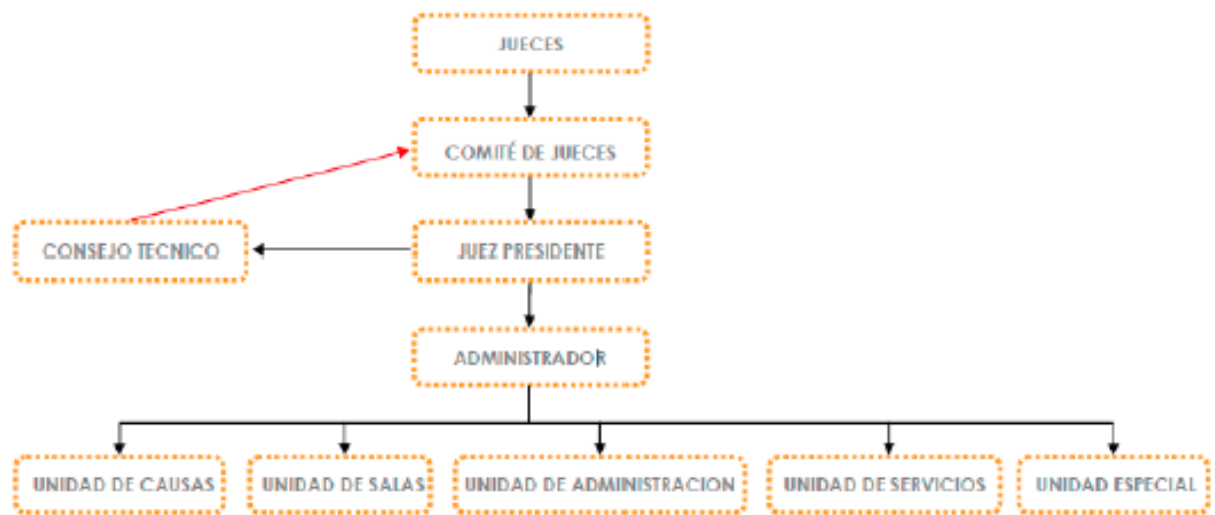 JUECES
COMITÉ DE JUECES
CONSEJO TECNICO
JUEZ PRESIDENTE
ADMINISTRADOR
UNIDAD DE CAUSAS
UNIDAD DE SALAS
UNIDAD DE ADMINISTRACION
UNIDAD DE SERVICIOS
UNIDAD ESPECIAL